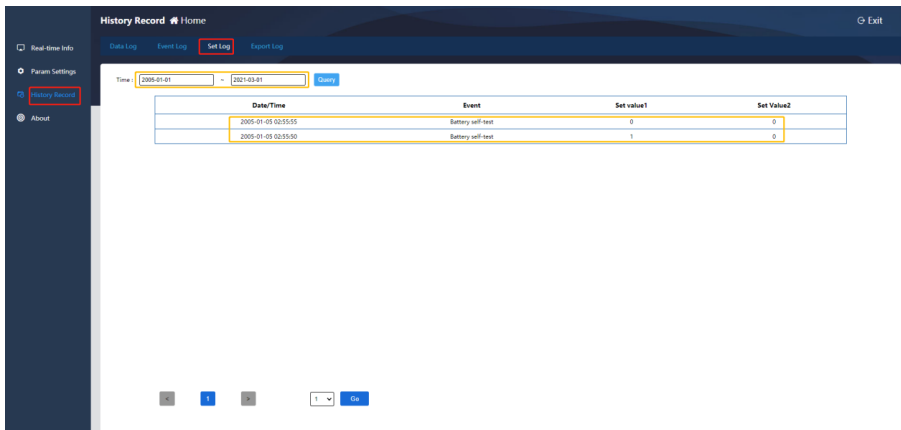 History Record Home
Exit
Real-time Info
Param Settings
History Record
About
Data Log Event Log Set Log Export Log
Time : 2005-01-01 ~ 2021-03-01 Query
Date/Time Event Set value1 Set Value2
2005-01-05 02:55:55 Battery self-test 0 0
2005-01-05 02:55:50 Battery self-test 1 0
< 1 > 1 Go